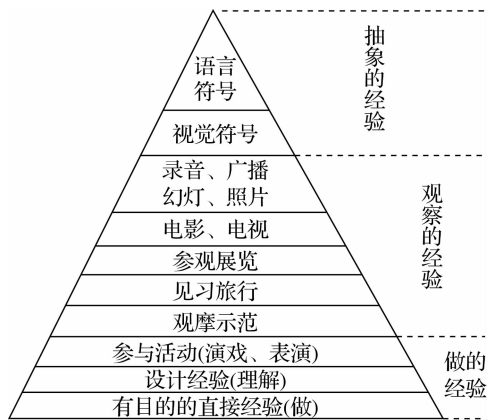 语言
符号
视觉符号
录音、广播
幻灯、照片
电影、电视
参观展览
见习旅行
观摩示范
参与活动(演戏、表演)
设计经验(理解)
有目的的直接经验(做)
抽象的经验
观察的经验
做的
经验